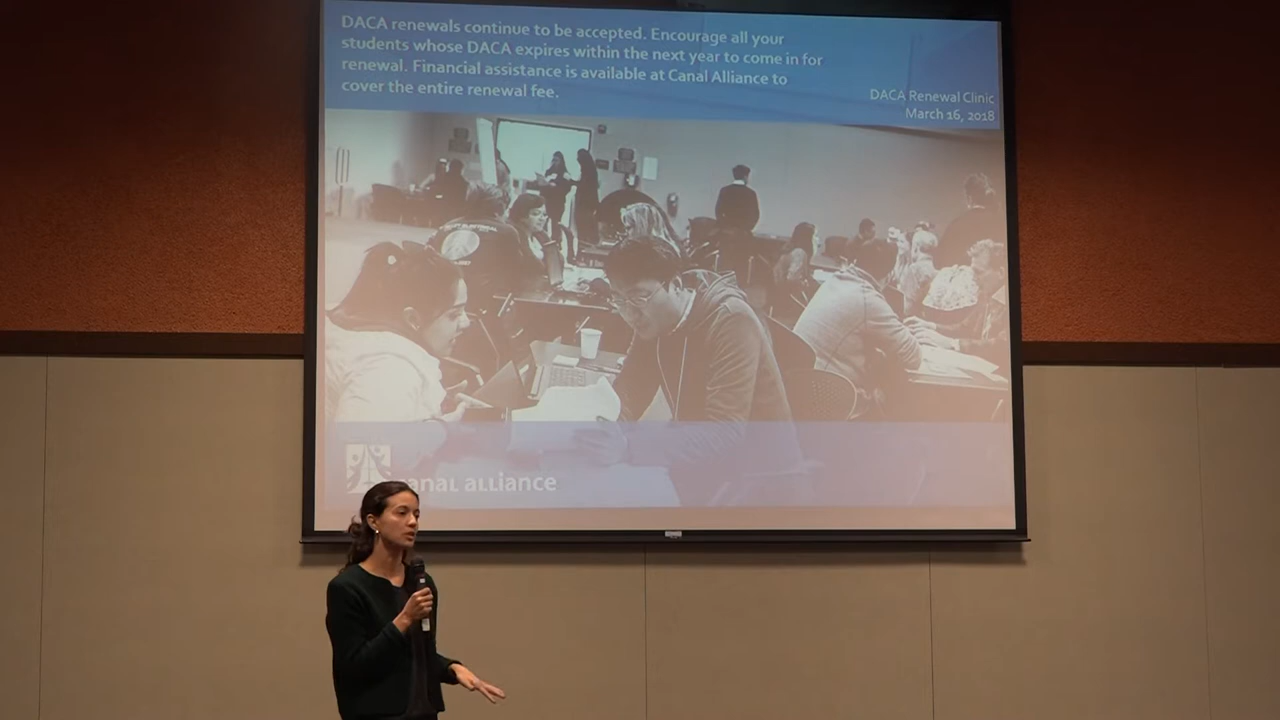 DACA renewals continue to be accepted. Encourage all your
students whose DACA expires within the next year to come in for
renewal. Financial assistance is available at Canal Alliance to
cover the entire renewal fee.
DACA Renewal Clinic
March 16, 2018
canal alliance